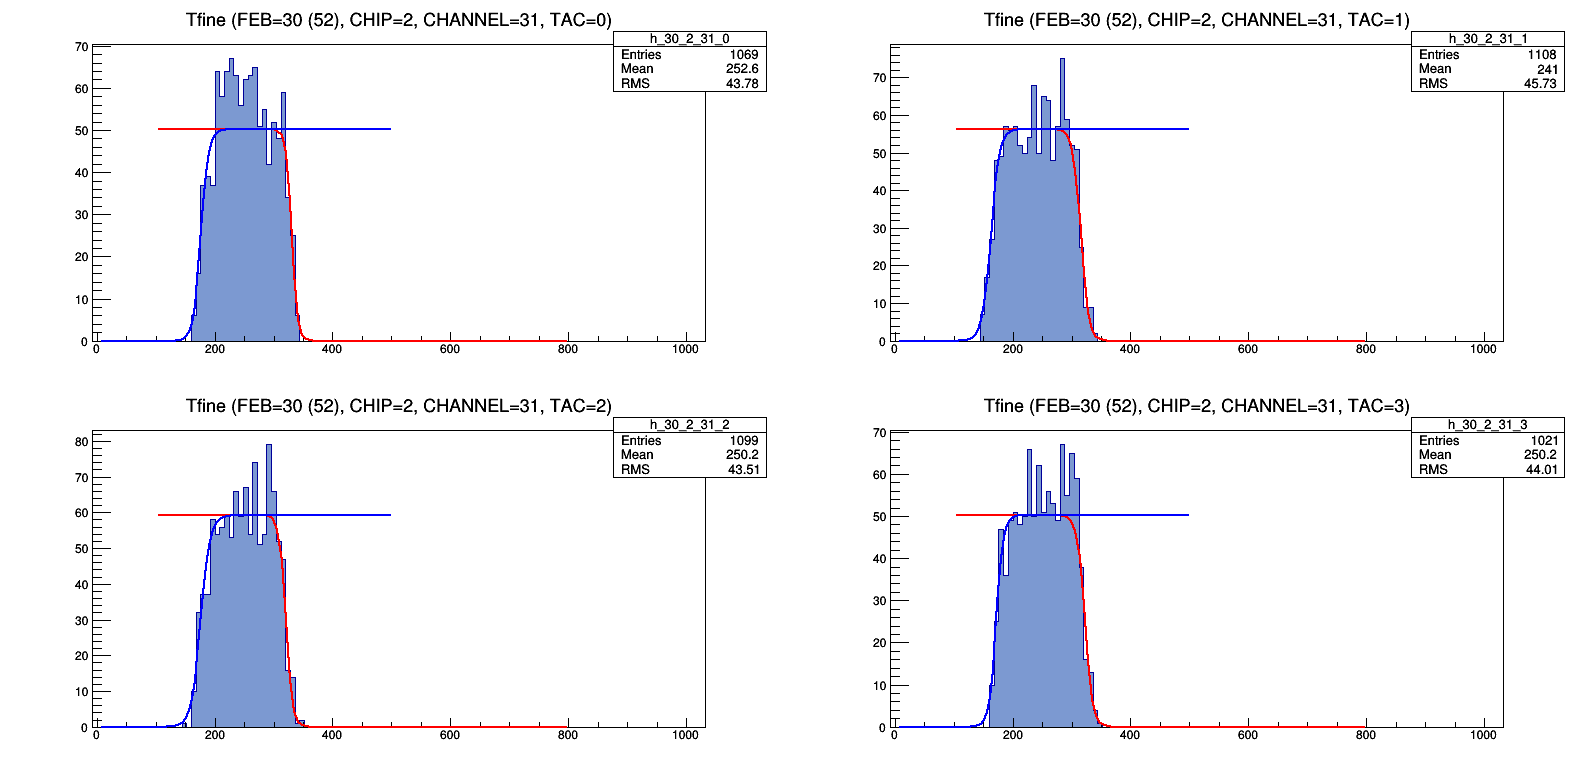 Tfine (FEB=30 (52), CHIP=2, CHANNEL=31, TAC=0)
h_30_2_31_0
Entries 1069
Mean 252.6
RMS 43.78
70
60
50
40
30
20
10
0
0 200 400 600 800 1000
Tfine (FEB=30 (52), CHIP=2, CHANNEL=31, TAC=1)
h_30_2_31_1
Entries 1108
Mean 241
RMS 45.73
70
60
50
40
30
20
10
0
0 200 400 600 800 1000
Tfine (FEB=30 (52), CHIP=2, CHANNEL=31, TAC=2)
h_30_2_31_2
Entries 1099
Mean 250.2
RMS 43.51
80
70
60
50
40
30
20
10
0
0 200 400 600 800 1000
Tfine (FEB=30 (52), CHIP=2, CHANNEL=31, TAC=3)
h_30_2_31_3
Entries 1021
Mean 250.2
RMS 44.01
70
60
50
40
30
20
10
0
0 200 400 600 800 1000